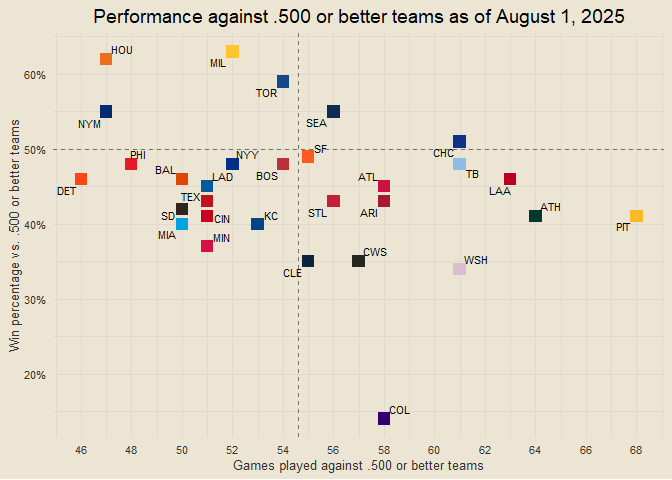 Performance against .500 or better teams as of August 1, 2025
Win percentage vs. .500 or better teams
60%
50%
40%
30%
20%
HOU
MIL
TOR
NYM
SEA
PHI
NYY
SF
CHC
BAL
LAD
BOS
ATL
TB
DET
LAA
TEX
SD
CIN
KC
STL
ARI
ATH
PIT
MIA
MIN
CLE
CWS
WSH
COL
46 48 50 52 54 56 58 60 62 64 66 68
Games played against .500 or better teams